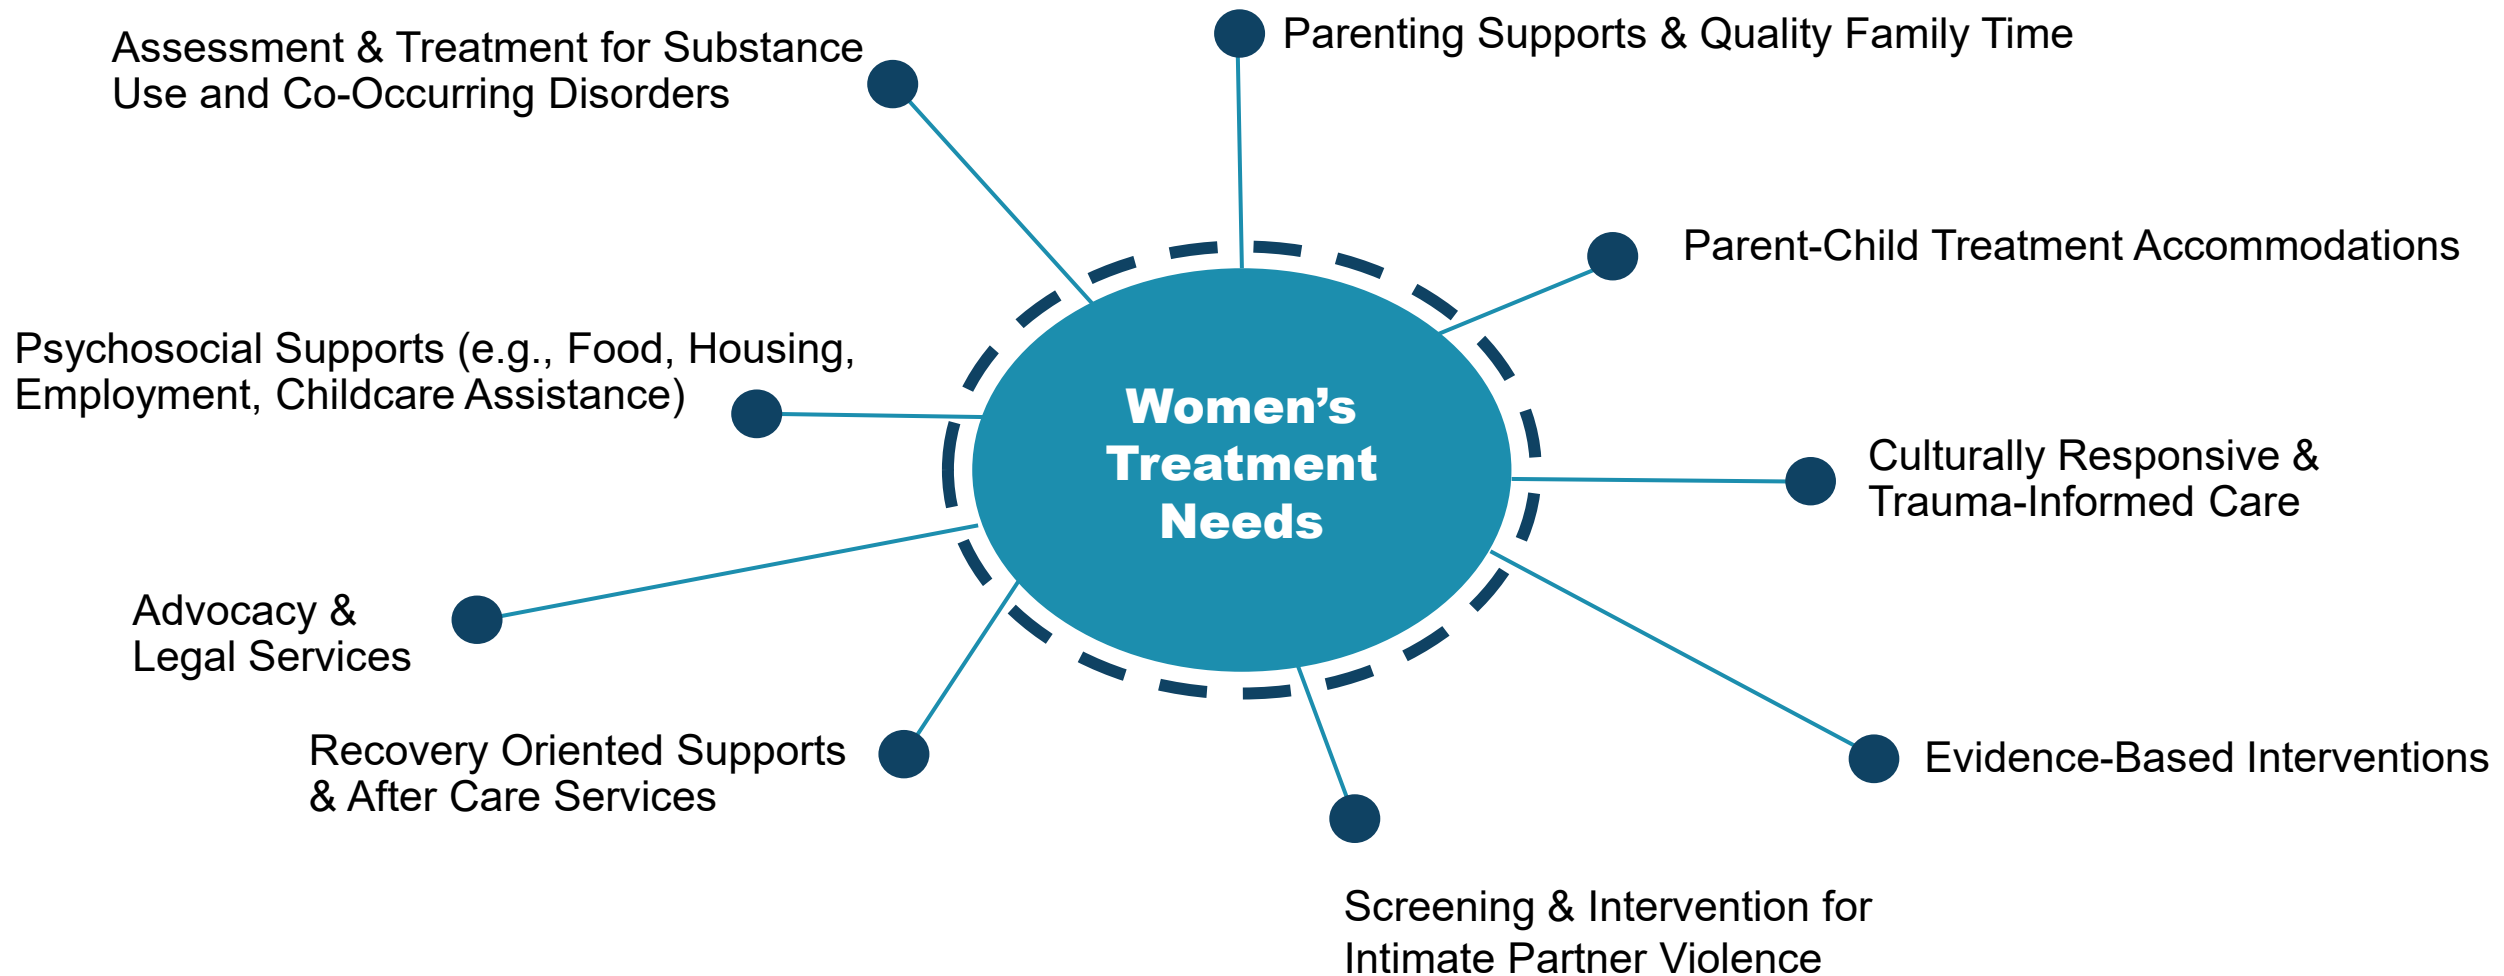 Assessment & Treatment for Substance
Use and Co-Occurring Disorders
Parenting Supports & Quality Family Time
Parent-Child Treatment Accommodations
Psychosocial Supports (e.g., Food, Housing,
Employment, Childcare Assistance)
Women’s
Treatment
Needs
Culturally Responsive &
Trauma-Informed Care
Advocacy &
Legal Services
Recovery Oriented Supports
& After Care Services
Evidence-Based Interventions
Screening & Intervention for
Intimate Partner Violence